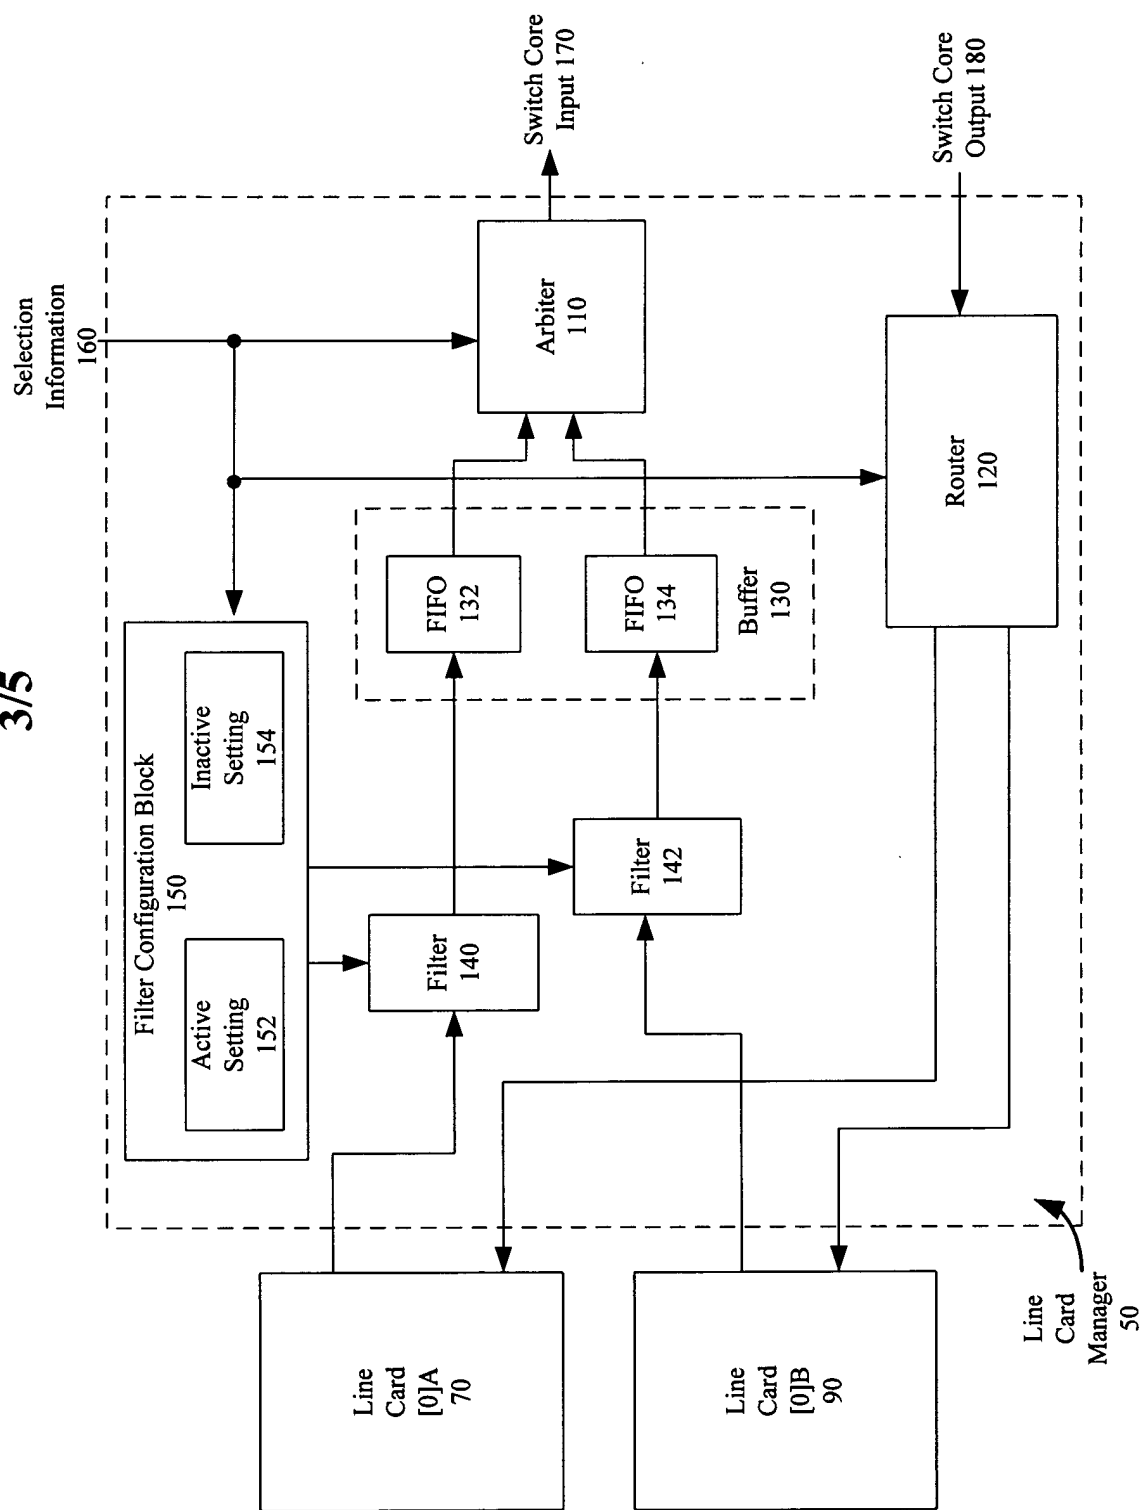 3/5
Selection
Information
160
Filter Configuration Block
150
Active
Setting
152
Inactive
Setting
154
Switch Core
Input 170
Arbiter
110
FIFO
132
FIFO
134
Buffer
130
Filter
140
Filter
142
Switch Core
Output 180
Router
120
Line
Card
[0]A
70
Line
Card
[0]B
90
Line
Card
Manager
50